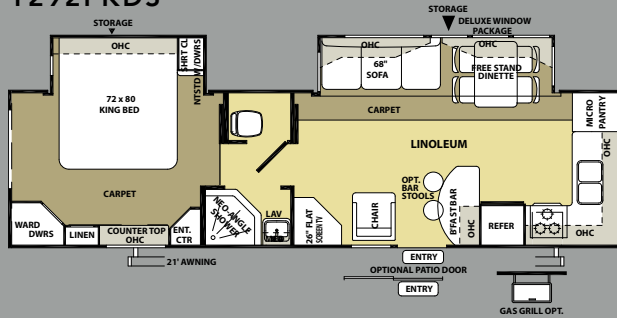 STORAGE
STORAGE
DELUXE WINDOW
PACKAGE
OHC
SHRT CL
W/DWRS
NTSTD
72 x 80
KING BED
OHC
68"
SOFA
OHC
FREE STAND
DINETTE
CARPET
MICRO
PANTRY
OHC
LINOLEUM
CARPET
OPT.
BAR
STOOLS
NEO-ANGLE
SHOWER
LAV
26" FLAT
SCREEN TV
CHAIR
B'FAST BAR
OHC
REFER
OHC
WARD
DWRS
LINEN
COUNTER TOP
OHC
ENT.
CTR
21' AWNING
ENTRY
OPTIONAL PATIO DOOR
ENTRY
GAS GRILL OPT.